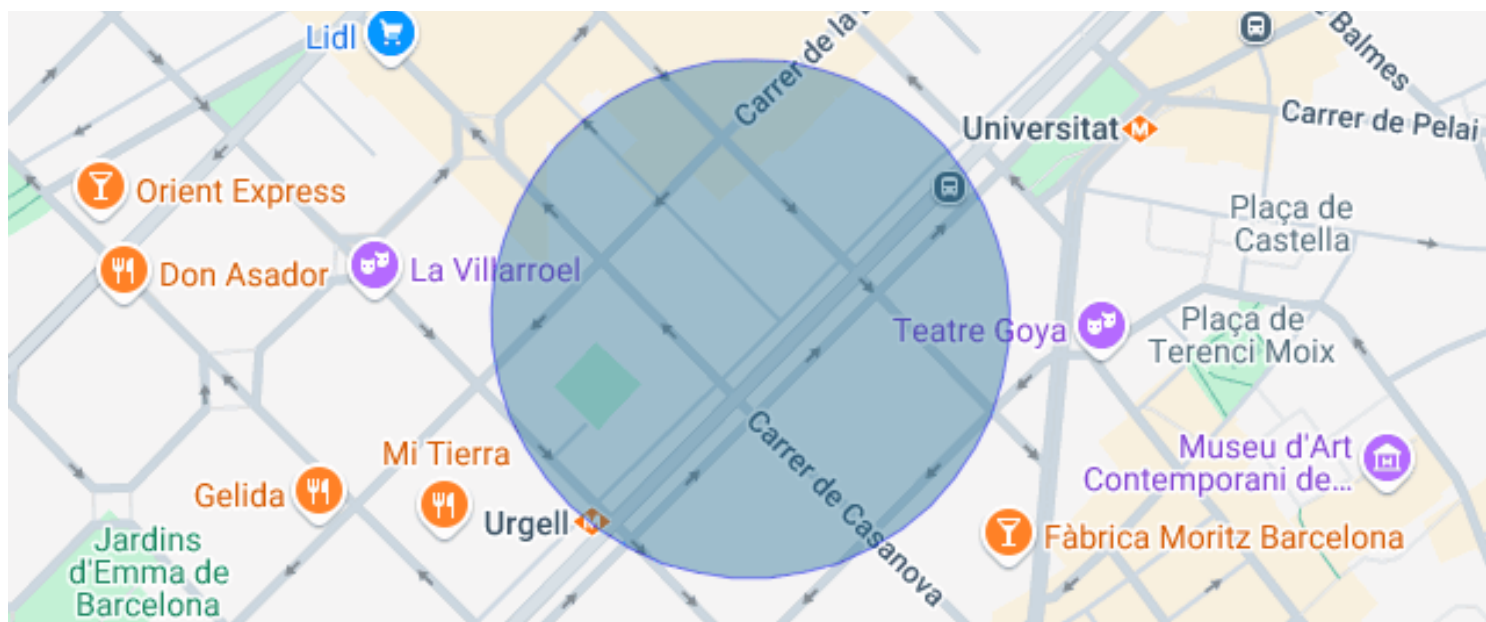 Lidl
Carrer de la
Balmes
Universitat
Carrer de Pelai
Orient Express
Plaça de
Castella
Don Asador
La Villarroel
Teatre Goya
Plaça de
Terenci Moix
Mi Tierra
Carrer de Casanova
Museu d'Art
Contemporani de...
Gelida
Urgell
Fàbrica Moritz Barcelona
Jardins
d'Emma de
Barcelona